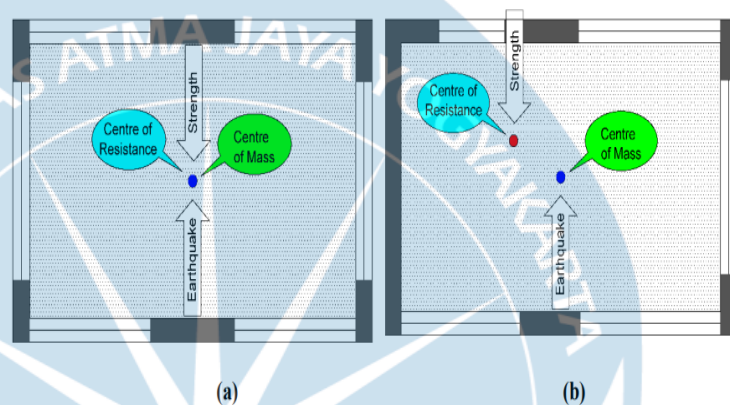 AS ATMA JAYA YOGYAKARTA
Strength
Centre of
Resistance
Centre
of Mass
Earthquake
(a)
Strength
Centre of
Resistance
Centre
of Mass
Earthquake
(b)